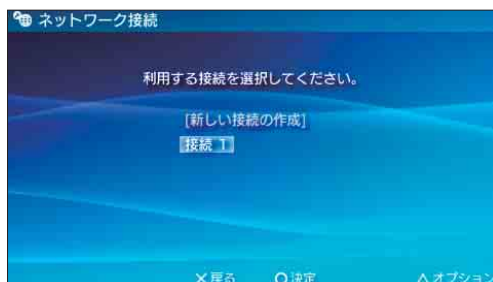 ネットワーク接続
利用する接続を選択してください。
[新しい接続の作成]
接続 1
×戻る ○決定 △オプション